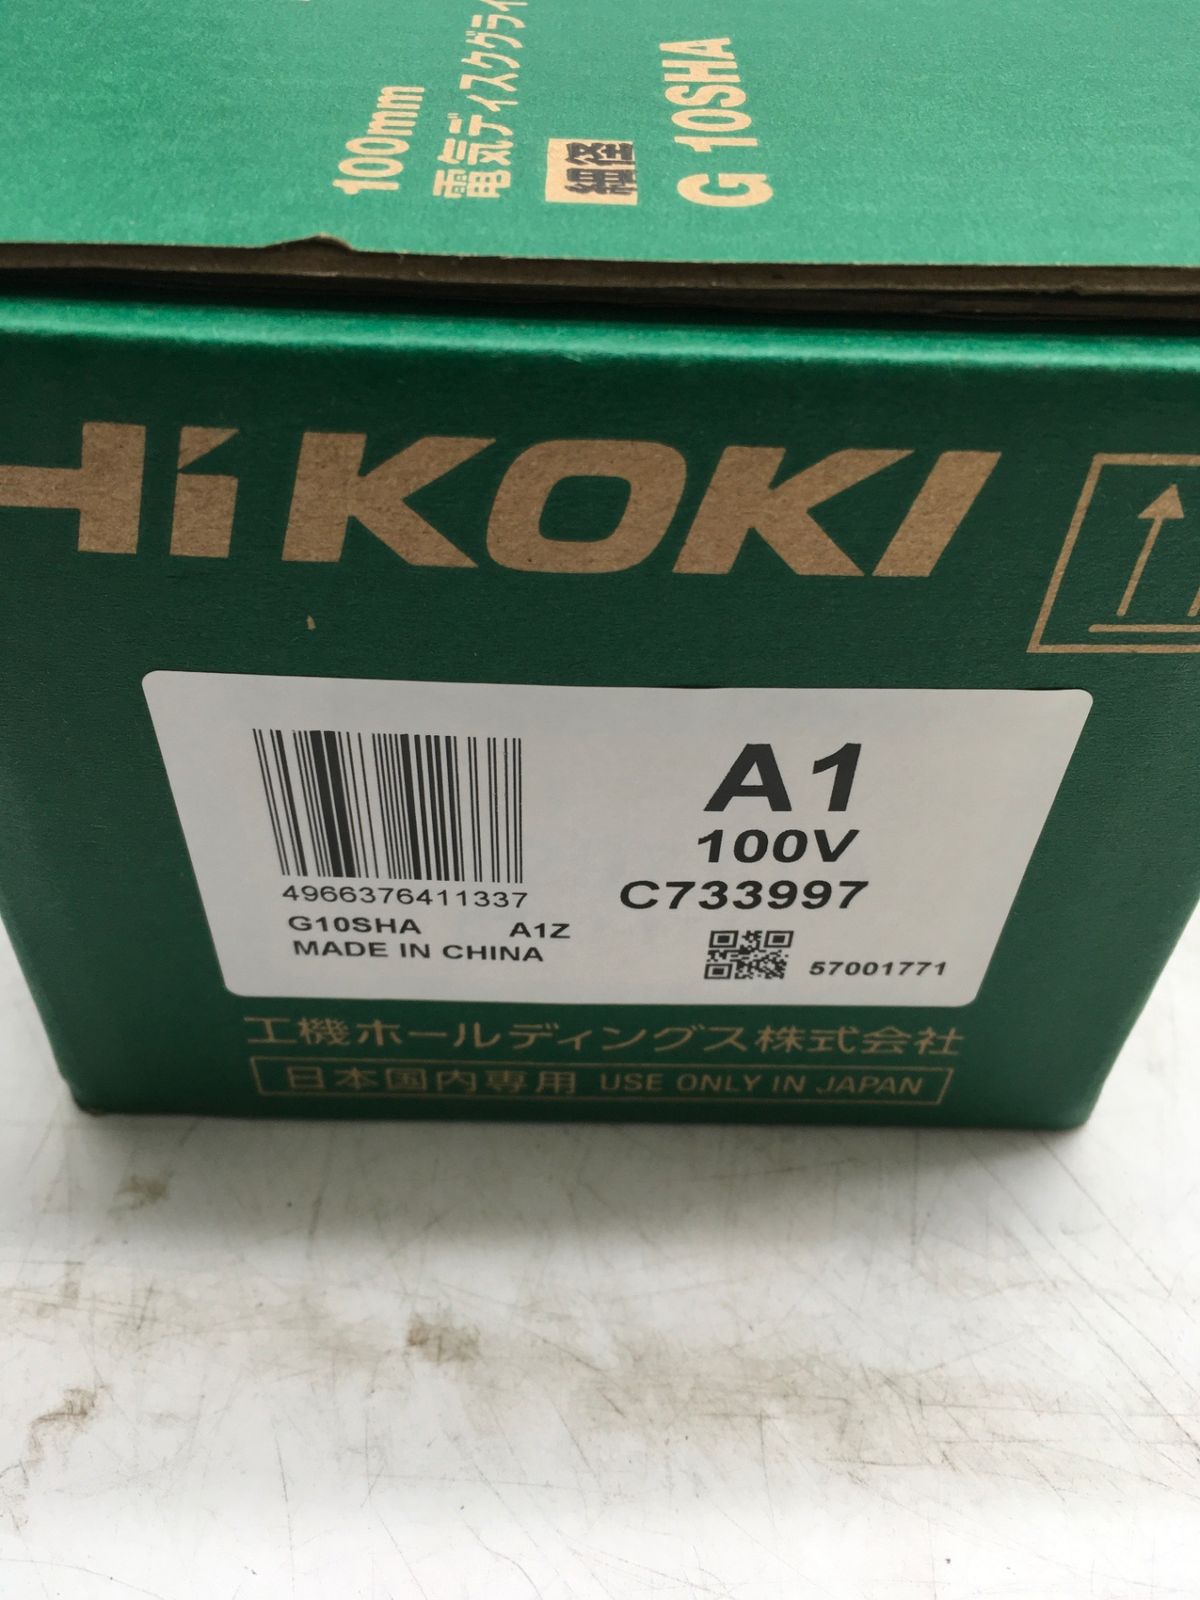 100mm
電気ディスクグライ
細径
G 10SHA
HiKOKI
4966376411337
G10SHA A1Z
MADE IN CHINA
A1
100V
C733997
57001771
工機ホールディングス株式会社
日本国内専用 USE ONLY IN JAPAN